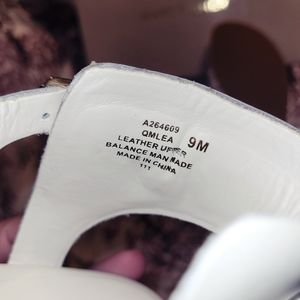 A264609
QMLEA 9M
LEATHER UPPER
BALANCE MAN MADE
MADE IN CHINA
111